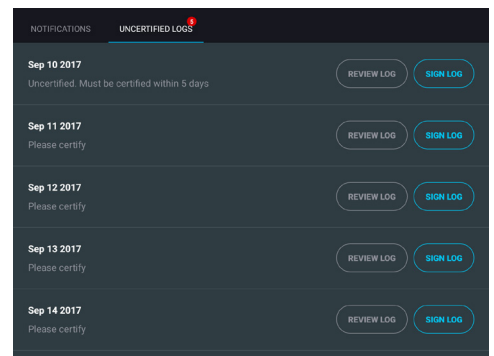 NOTIFICATIONS UNCERTIFIED LOGS 5
Sep 10 2017
Uncertified. Must be certified within 5 days
REVIEW LOG SIGN LOG
Sep 11 2017
Please certify
REVIEW LOG SIGN LOG
Sep 12 2017
Please certify
REVIEW LOG SIGN LOG
Sep 13 2017
Please certify
REVIEW LOG SIGN LOG
Sep 14 2017
Please certify
REVIEW LOG SIGN LOG